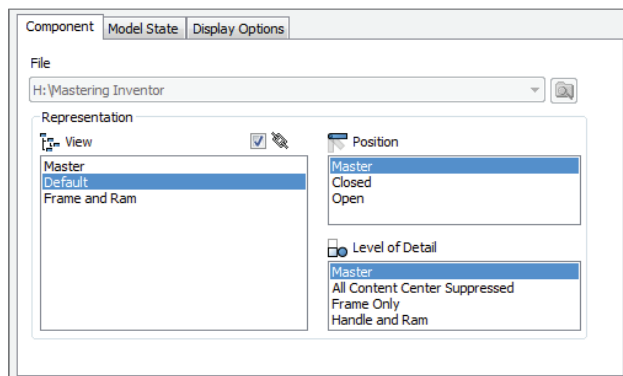 Component Model State Display Options
File
H:\Mastering Inventor
Representation
View
Master
Default
Frame and Ram
Position
Master
Closed
Open
Level of Detail
Master
All Content Center Suppressed
Frame Only
Handle and Ram